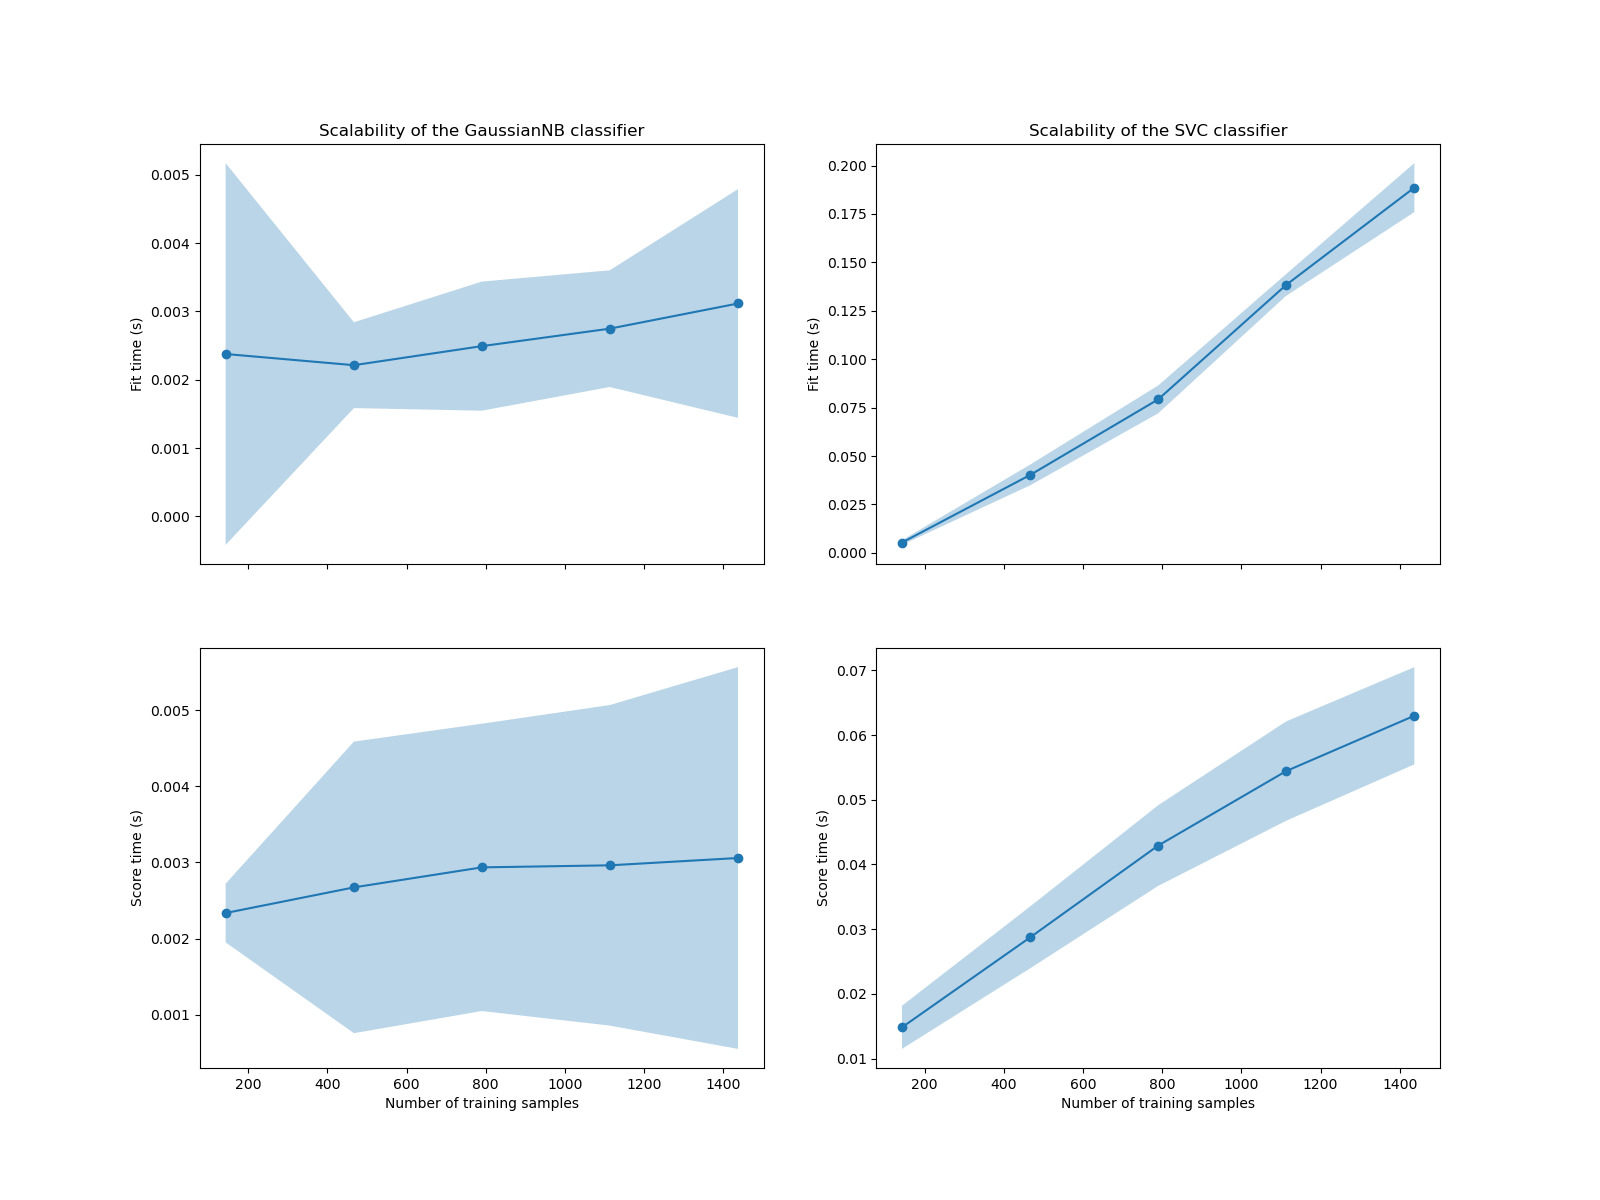 Scalability of the GaussianNB classifier
0.005
0.004
0.003
0.002
0.001
0.000
Fit time (s)
Scalability of the SVC classifier
0.200
0.175
0.150
0.125
0.100
0.075
0.050
0.025
0.000
Fit time (s)
0.005
0.004
0.003
0.002
0.001
Score time (s)
200 400 600 800 1000 1200 1400
Number of training samples
0.07
0.06
0.05
0.04
0.03
0.02
0.01
Score time (s)
200 400 600 800 1000 1200 1400
Number of training samples